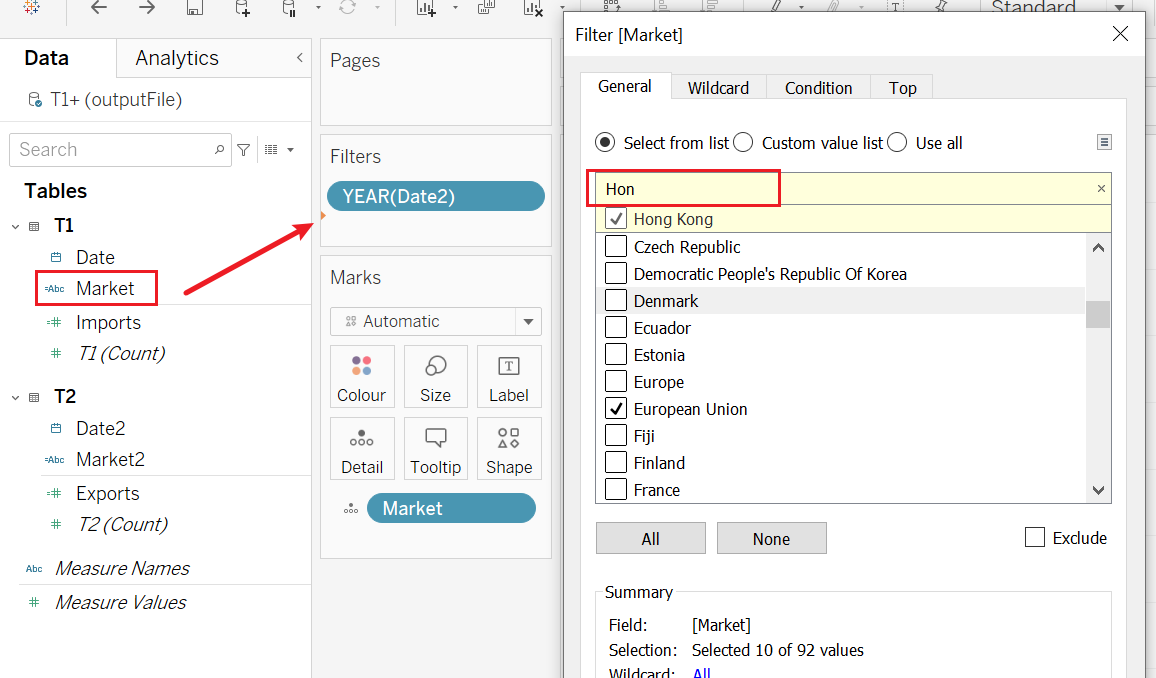 Standard
Data
Analytics
T1+ (outputFile)
Search
Tables
T1
Date
Abc Market
Imports
T1 (Count)
T2
Date2
Abc Market2
Exports
T2 (Count)
Abc Measure Names
Measure Values
Pages
Filters
YEAR(Date2)
Marks
Automatic
Colour
Size
T
Label
Detail
Tooltip
Shape
Market
Filter [Market]
General
Wildcard
Condition
Top
Select from list
Custom value list
Use all
Hon
Hong Kong
Czech Republic
Democratic People's Republic Of Korea
Denmark
Ecuador
Estonia
Europe
European Union
Fiji
Finland
France
All
None
Exclude
Summary
Field: [Market]
Selection: Selected 10 of 92 values
Wildcard: All